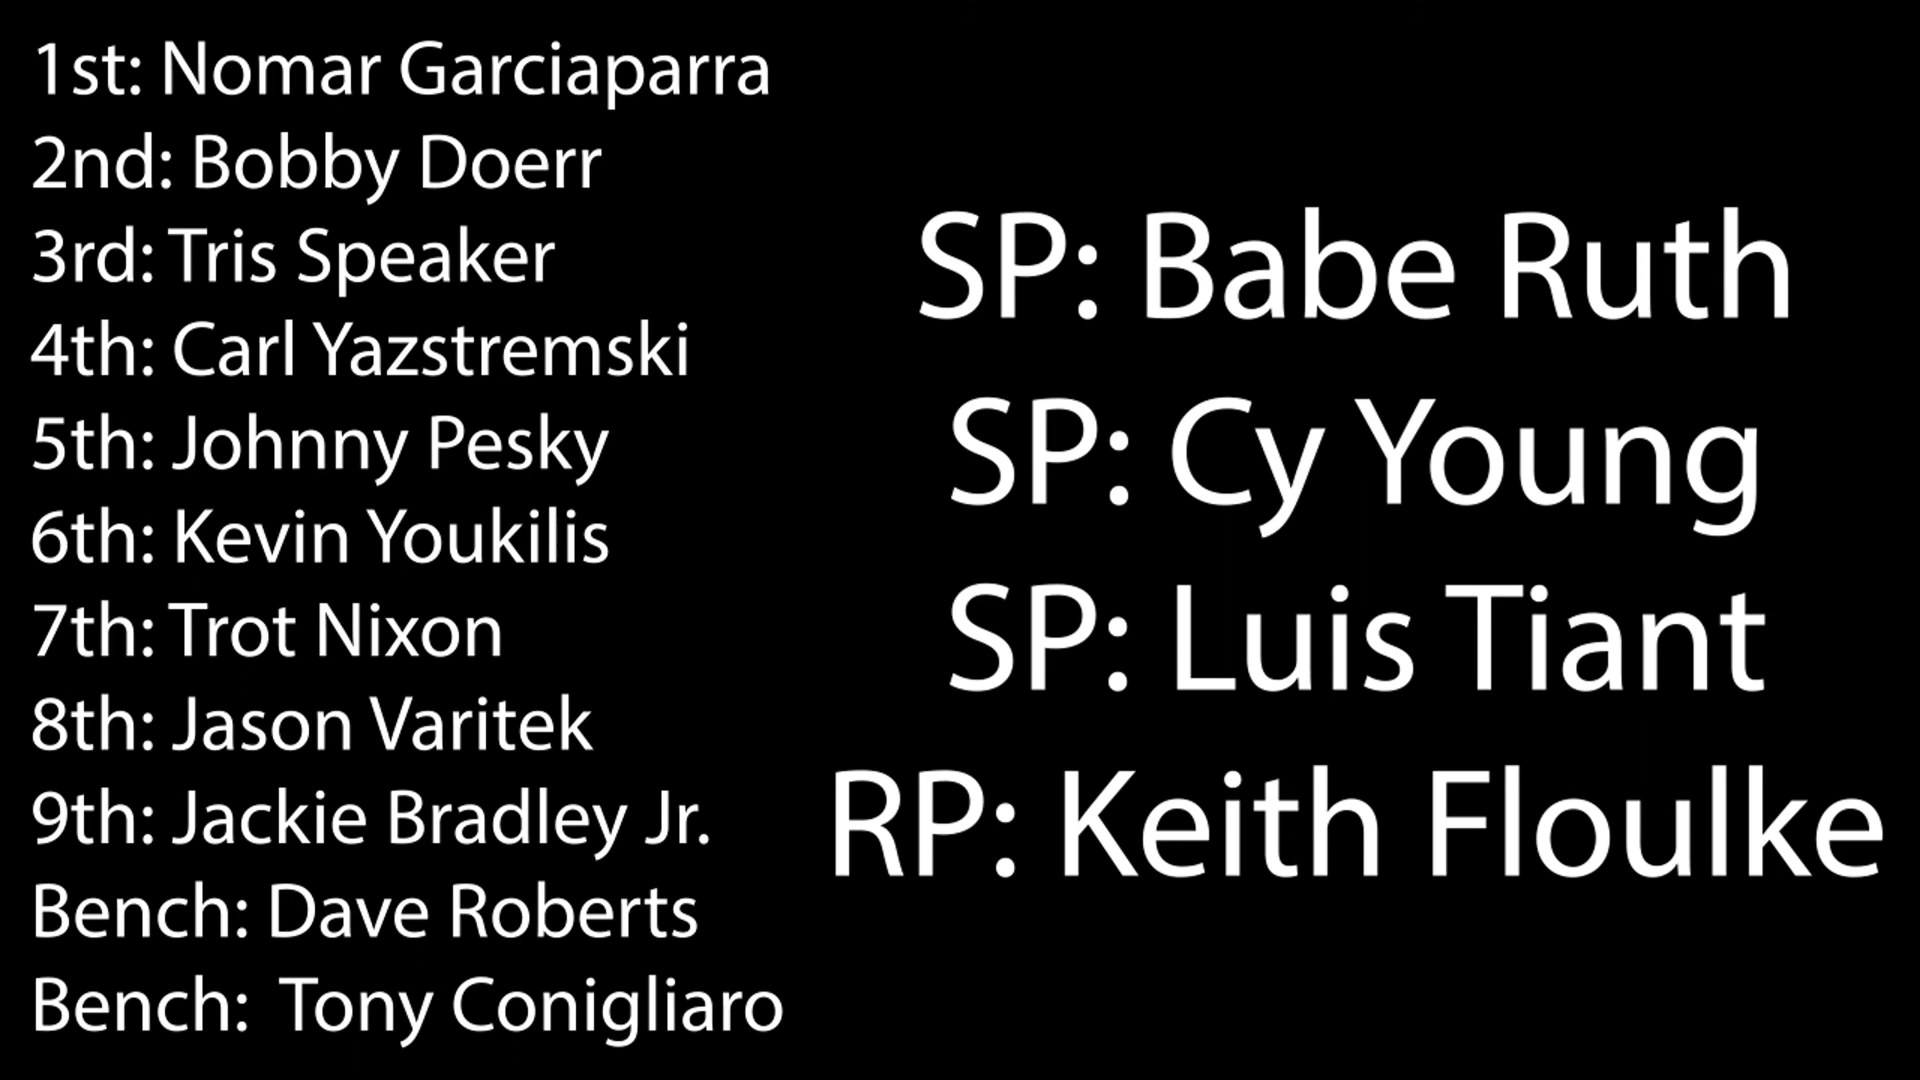 1st: Nomar Garciaparra
2nd: Bobby Doerr
3rd: Tris Speaker
4th: Carl Yazstremski
5th: Johnny Pesky
6th: Kevin Youkilis
7th: Trot Nixon
8th: Jason Varitek
9th: Jackie Bradley Jr.
Bench: Dave Roberts
Bench: Tony Conigliaro
SP: Babe Ruth
SP: Cy Young
SP: Luis Tiant
RP: Keith Floulke